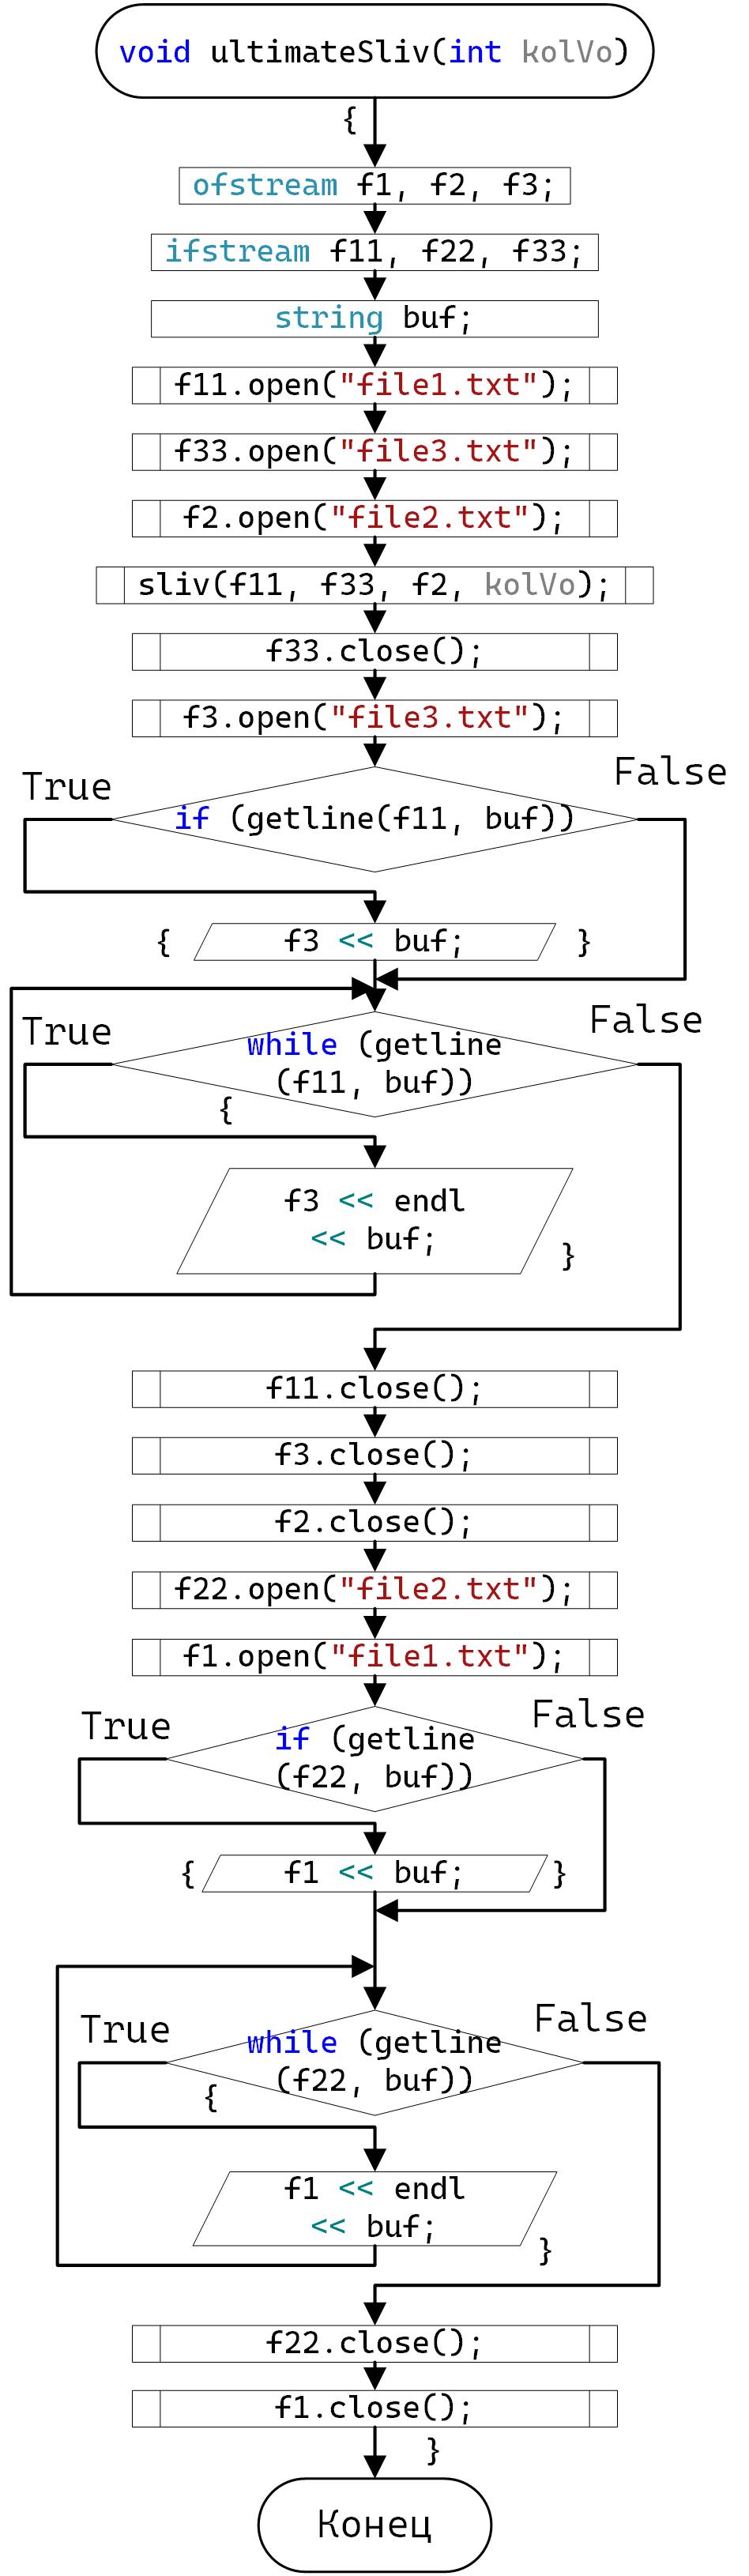 void ultimateSliv(int kolVo)
{
ofstream f1, f2, f3;
ifstream f11, f22, f33;
string buf;
f11.open("file1.txt");
f33.open("file3.txt");
f2.open("file2.txt");
sliv(f11, f33, f2, kolVo);
f33.close();
f3.open("file3.txt");
True
False
if (getline(f11, buf))
{ f3 << buf; }
True
False
while (getline
(f11, buf))
{
f3 << endl
<< buf;
}
f11.close();
f3.close();
f2.close();
f22.open("file2.txt");
f1.open("file1.txt");
True
False
if (getline
(f22, buf))
{ f1 << buf; }
True
False
while (getline
(f22, buf))
{
f1 << endl
<< buf;
}
f22.close();
f1.close();
}
Конец